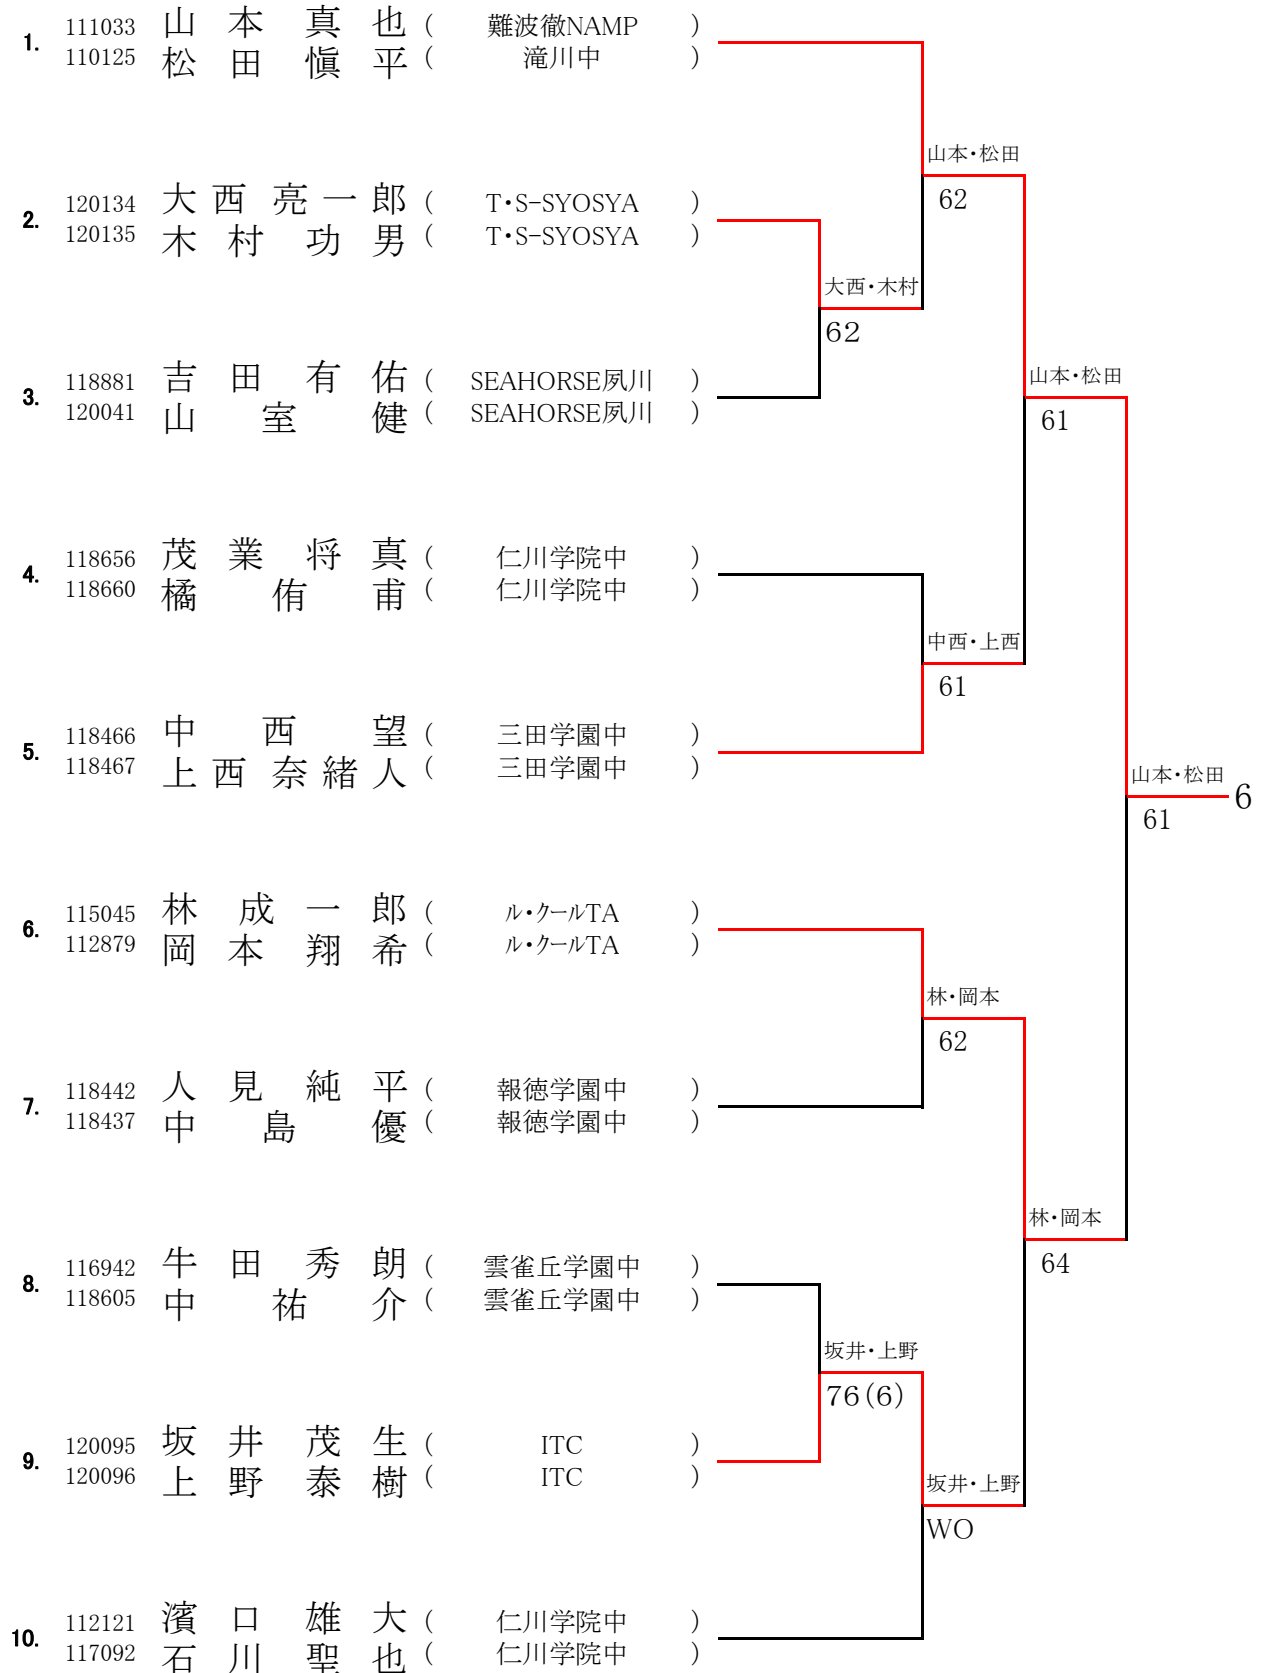 1. 111033 山本 真也 ( 難波徹NAMP )
110125 松田 愼平 ( 滝川中 )
山本・松田
62
2. 120134 大西 亮一郎 ( T・S-SYOSYA )
120135 木村 功男 ( T・S-SYOSYA )
大西・木村
62
3. 118881 吉田 有佑 ( SEAHORSE夙川 )
120041 山室 健 ( SEAHORSE夙川 )
山本・松田
61
4. 118656 茂業 将真 ( 仁川学院中 )
118660 橘 侑甫 ( 仁川学院中 )
中西・上西
61
5. 118466 中西 望 ( 三田学園中 )
118467 上西 奈緒人 ( 三田学園中 )
山本・松田
6
61
6. 115045 林 成一郎 ( ル・クールTA )
112879 岡本 翔希 ( ル・クールTA )
林・岡本
62
7. 118442 人見 純平 ( 報徳学園中 )
118437 中島 優 ( 報徳学園中 )
林・岡本
64
8. 116942 牛田 秀朗 ( 雲雀丘学園中 )
118605 中 祐介 ( 雲雀丘学園中 )
坂井・上野
76(6)
9. 120095 坂井 茂生 ( ITC )
120096 上野 泰樹 ( ITC )
坂井・上野
WO
10. 112121 濱口 雄大 ( 仁川学院中 )
117092 石川 聖也 ( 仁川学院中 )